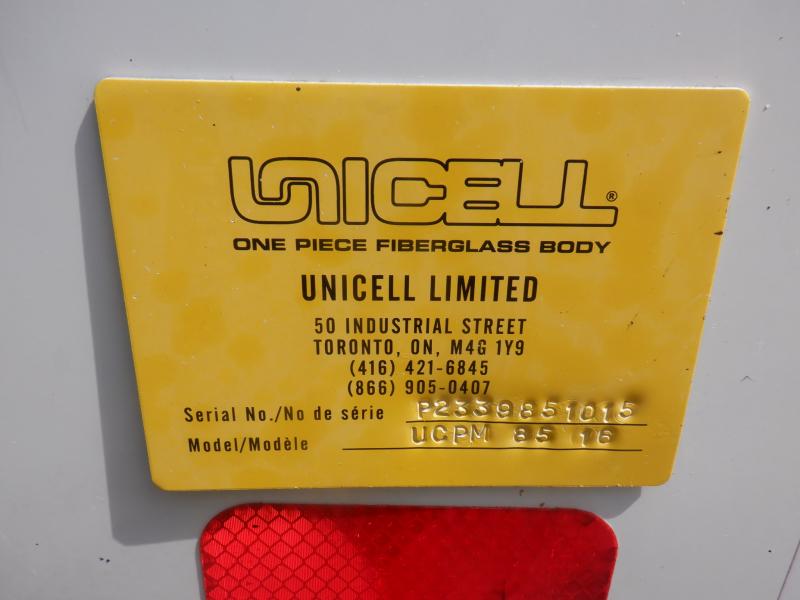 UNICELL®
ONE PIECE FIBERGLASS BODY
UNICELL LIMITED
50 INDUSTRIAL STREET
TORONTO, ON, M4G 1Y9
(416) 421-6845
(866) 905-0407
Serial No./No de série P2339851015
Model/Modèle UCPM 85 16